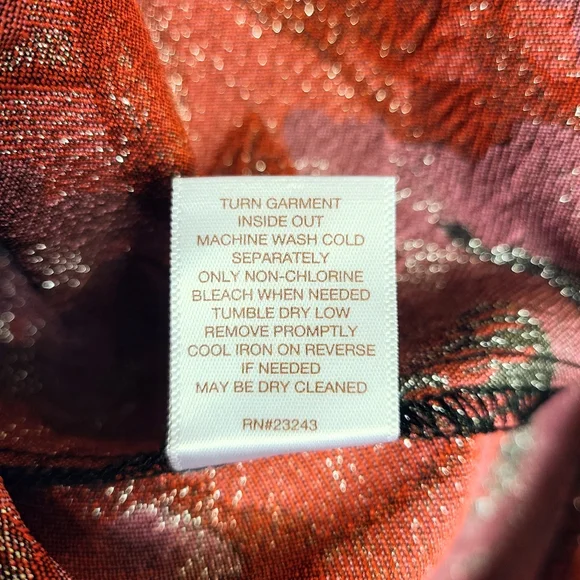 TURN GARMENT
INSIDE OUT
MACHINE WASH COLD
SEPARATELY
ONLY NON-CHLORINE
BLEACH WHEN NEEDED
TUMBLE DRY LOW
REMOVE PROMPTLY
COOL IRON ON REVERSE
IF NEEDED
MAY BE DRY CLEANED
RN#23243